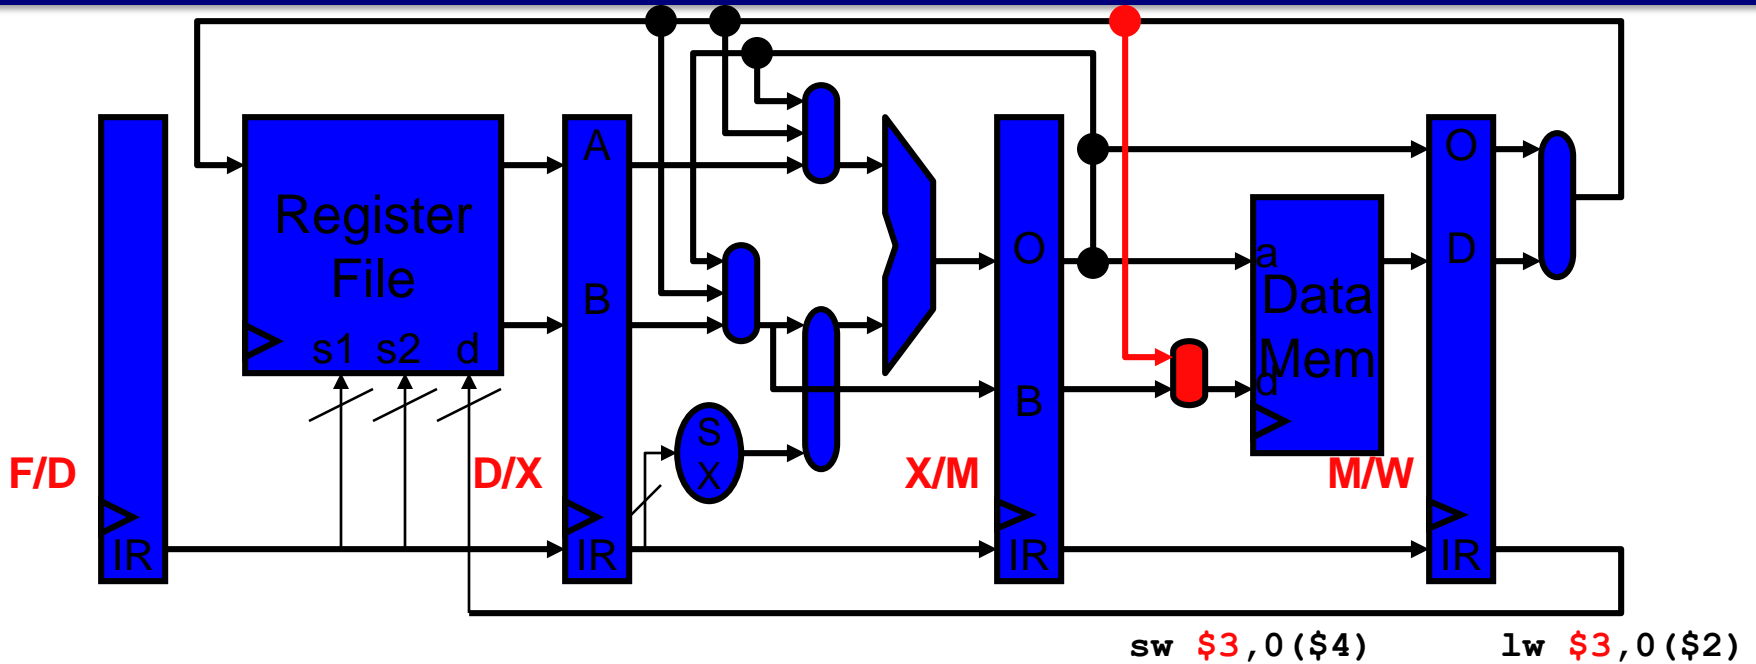 A
O
Register
File
B
O
D
a
Data
Mem
d
s1 s2 d
B
S
X
F/D
D/X
X/M
M/W
IR
IR
IR
IR
sw $3,0($4)
lw $3,0($2)